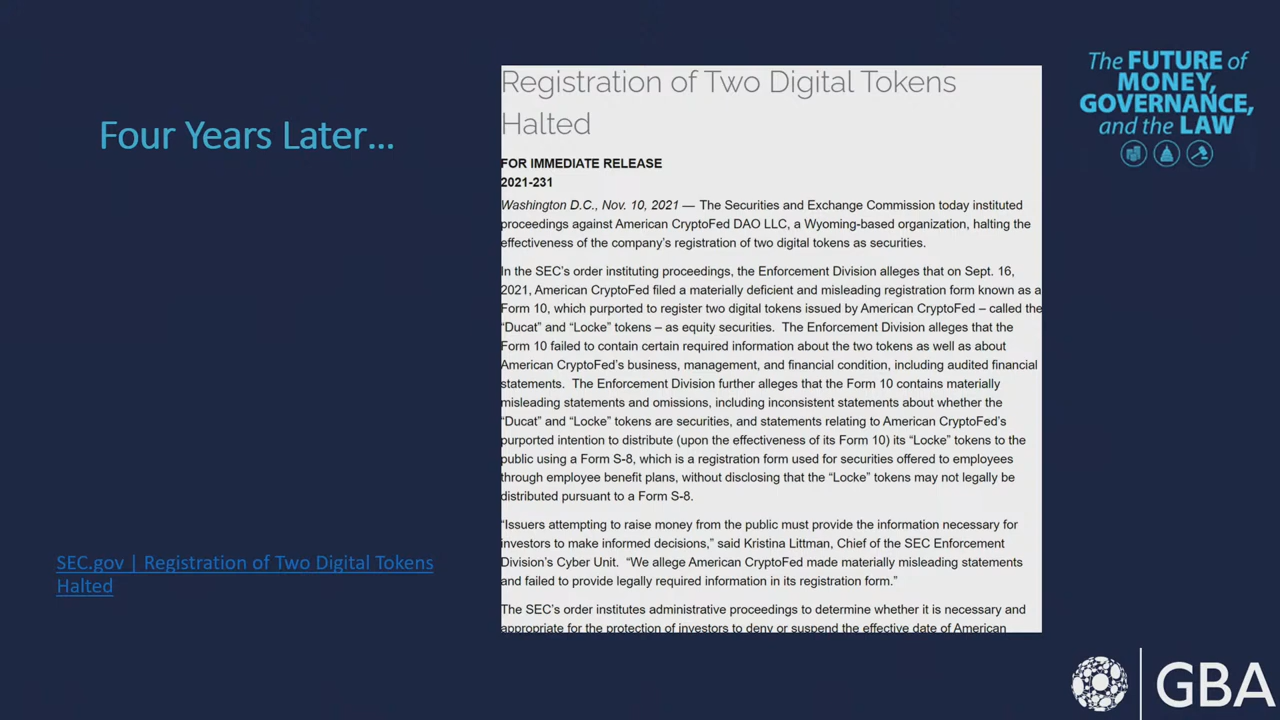 Four Years Later...
Registration of Two Digital Tokens
Halted
FOR IMMEDIATE RELEASE
2021-231
Washington D.C., Nov. 10, 2021 — The Securities and Exchange Commission today instituted
proceedings against American CryptoFed DAO LLC, a Wyoming-based organization, halting the
effectiveness of the company's registration of two digital tokens as securities.
In the SEC's order instituting proceedings, the Enforcement Division alleges that on Sept. 16,
2021, American CryptoFed filed a materially deficient and misleading registration form known as a
Form 10, which purported to register two digital tokens issued by American CryptoFed – called the
“Ducat” and “Locke” tokens – as equity securities.  The Enforcement Division alleges that the
Form 10 failed to contain certain required information about the two tokens as well as about
American CryptoFed's business, management, and financial condition, including audited financial
statements.  The Enforcement Division further alleges that the Form 10 contains materially
misleading statements and omissions, including inconsistent statements about whether the
“Ducat” and “Locke” tokens are securities, and statements relating to American CryptoFed's
purported intention to distribute (upon the effectiveness of its Form 10) its “Locke” tokens to the
public using a Form S-8, which is a registration form used for securities offered to employees
through employee benefit plans, without disclosing that the “Locke” tokens may not legally be
distributed pursuant to a Form S-8.
“Issuers attempting to raise money from the public must provide the information necessary for
investors to make informed decisions,” said Kristina Littman, Chief of the SEC Enforcement
Division's Cyber Unit.  “We allege American CryptoFed made materially misleading statements
and failed to provide legally required information in its registration form.”
The SEC's order institutes administrative proceedings to determine whether it is necessary and
appropriate for the protection of investors to deny or suspend the effective date of American
SEC.gov | Registration of Two Digital Tokens
Halted
The FUTURE of
MONEY,
GOVERNANCE,
and the LAW
GBA